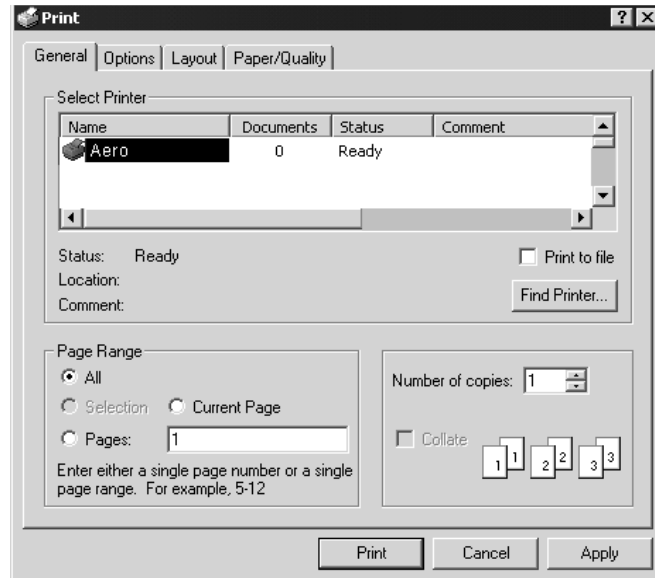 Print
General Options Layout Paper/Quality
Select Printer
Name Documents Status Comment
Aero 0 Ready
Status: Ready
Print to file
Location:
Find Printer...
Comment:
Page Range
All
Number of copies: 1
Selection Current Page
Pages: 1
Collate
1 1 2 2 3 3
Enter either a single page number or a single
page range. For example, 5-12
Print Cancel Apply